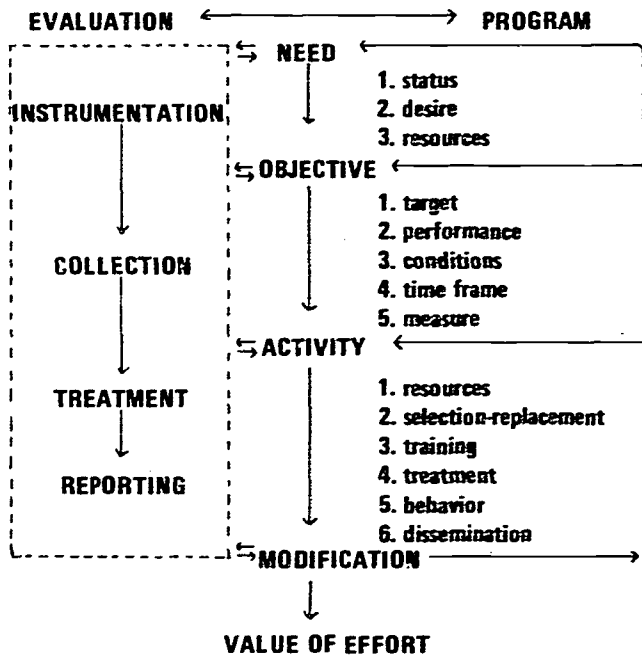 EVALUATION PROGRAM
NEED
1. status
2. desire
3. resources
INSTRUMENTATION
OBJECTIVE
1. target
2. performance
3. conditions
4. time frame
5. measure
COLLECTION
ACTIVITY
1. resources
2. selection-replacement
3. training
4. treatment
5. behavior
6. dissemination
TREATMENT
REPORTING
MODIFICATION
VALUE OF EFFORT